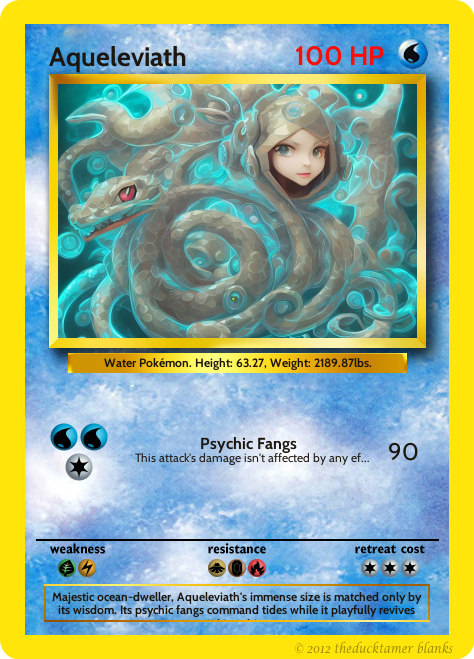 Aqueleviath 100 HP
Water Pokémon. Height: 63.27, Weight: 2189.87lbs.
Psychic Fangs
This attack's damage isn't affected by any ef... 90
weakness resistance retreat cost
Majestic ocean-dweller, Aqueleviath's immense size is matched only by
its wisdom. Its psychic fangs command tides while it playfully revives
© 2012 theducktamer blanks